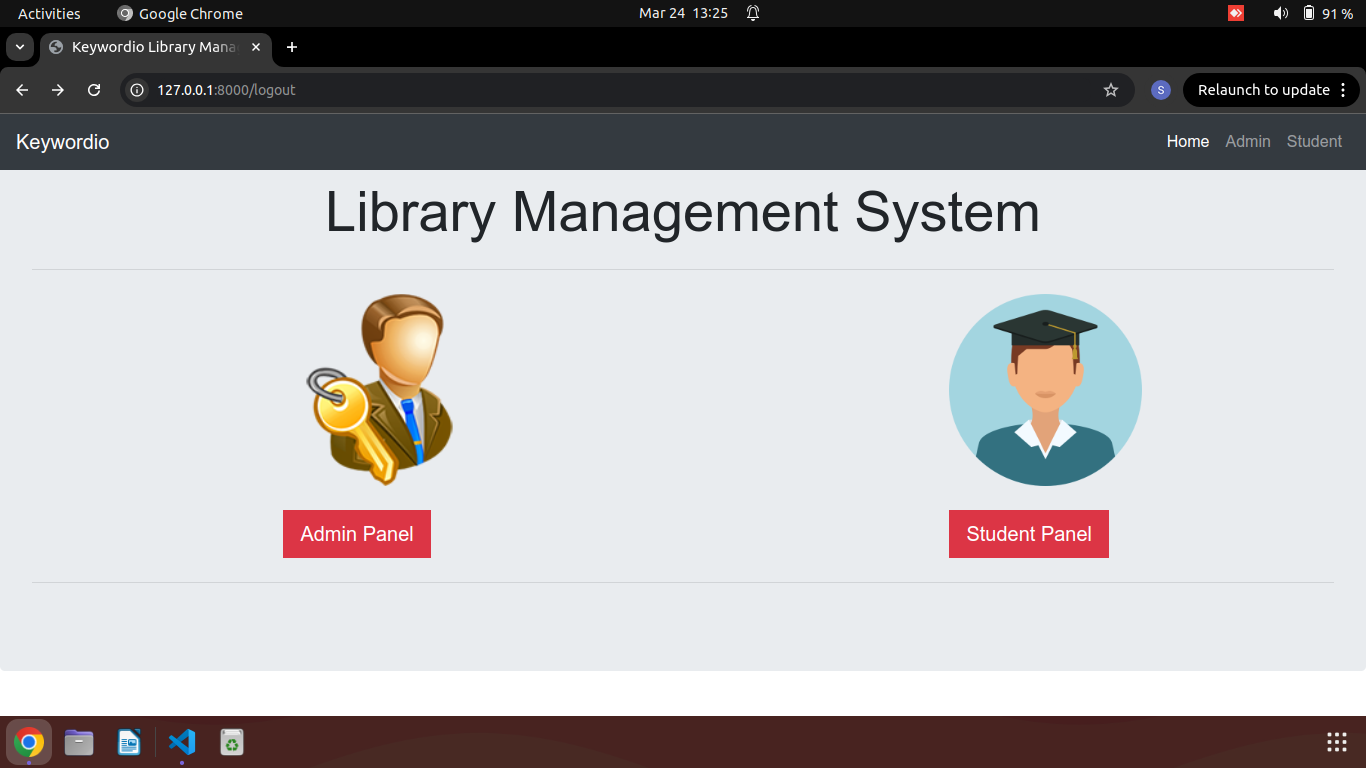 Activities Google Chrome Mar 24 13:25 91 %
Keywordio Library Mana
127.0.0.1:8000/logout S Relaunch to update
Keywordio Home Admin Student
Library Management System
Admin Panel Student Panel